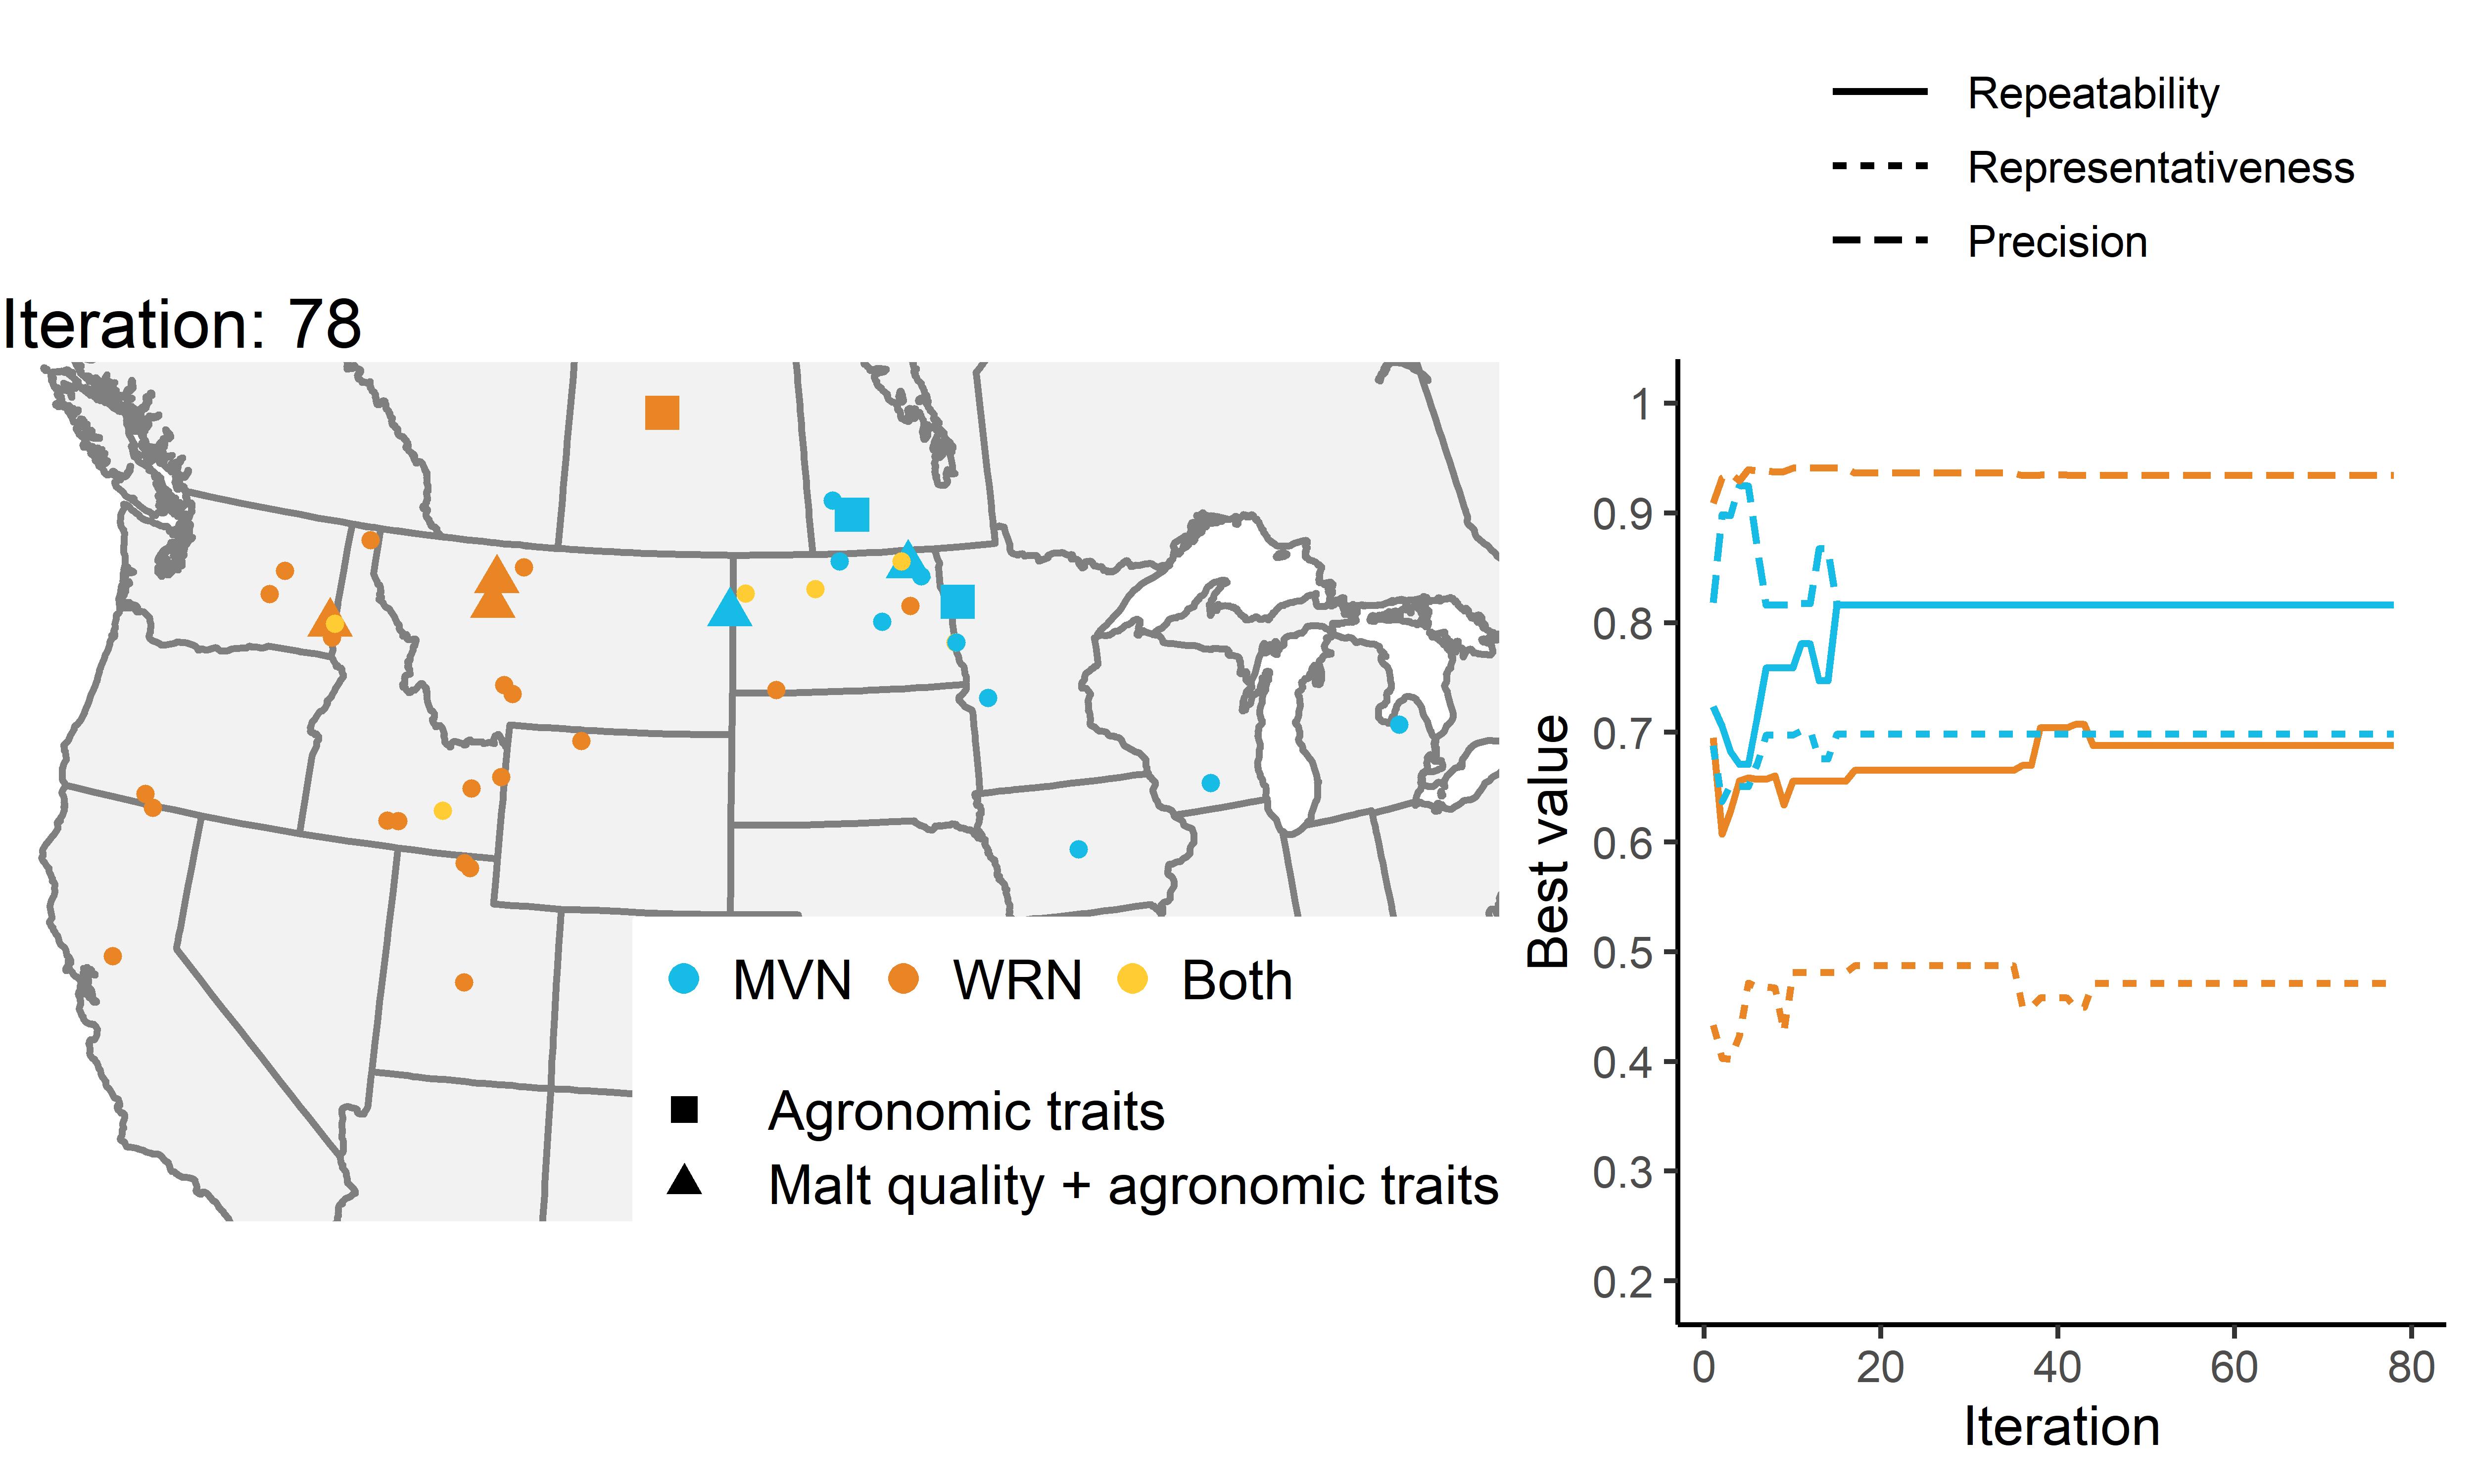 Repeatability
Representativeness
Precision
Iteration: 78
MVN WRN Both
Agronomic traits
Malt quality + agronomic traits
Best value
1
0.9
0.8
0.7
0.6
0.5
0.4
0.3
0.2
0 20 40 60 80
Iteration